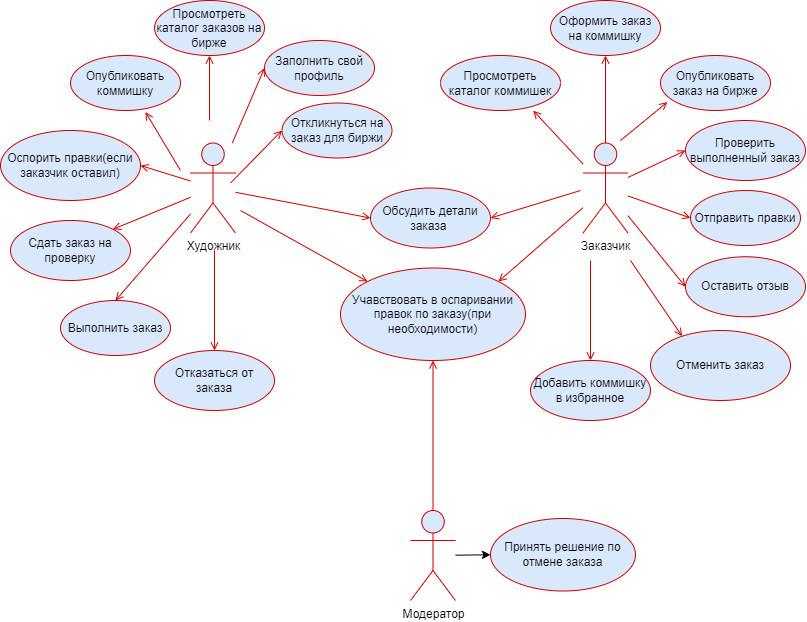 Просмотреть
каталог заказов на
бирже
Оформить заказ
на коммишку
Заполнить свой
профиль
Опубликовать
коммишку
Просмотреть
каталог коммишек
Опубликовать
заказ на бирже
Откликнуться на
заказ для биржи
Оспорить правки(если
заказчик оставил)
Проверить
выполненный заказ
Обсудить детали
заказа
Отправить правки
Художник
Заказчик
Сдать заказ на
проверку
Оставить отзыв
Учавствовать в оспаривании
правок по заказу(при
необходимости)
Выполнить заказ
Отменить заказ
Отказаться от
заказа
Добавить коммишку
в избранное
Принять решение по
отмене заказа
Модератор